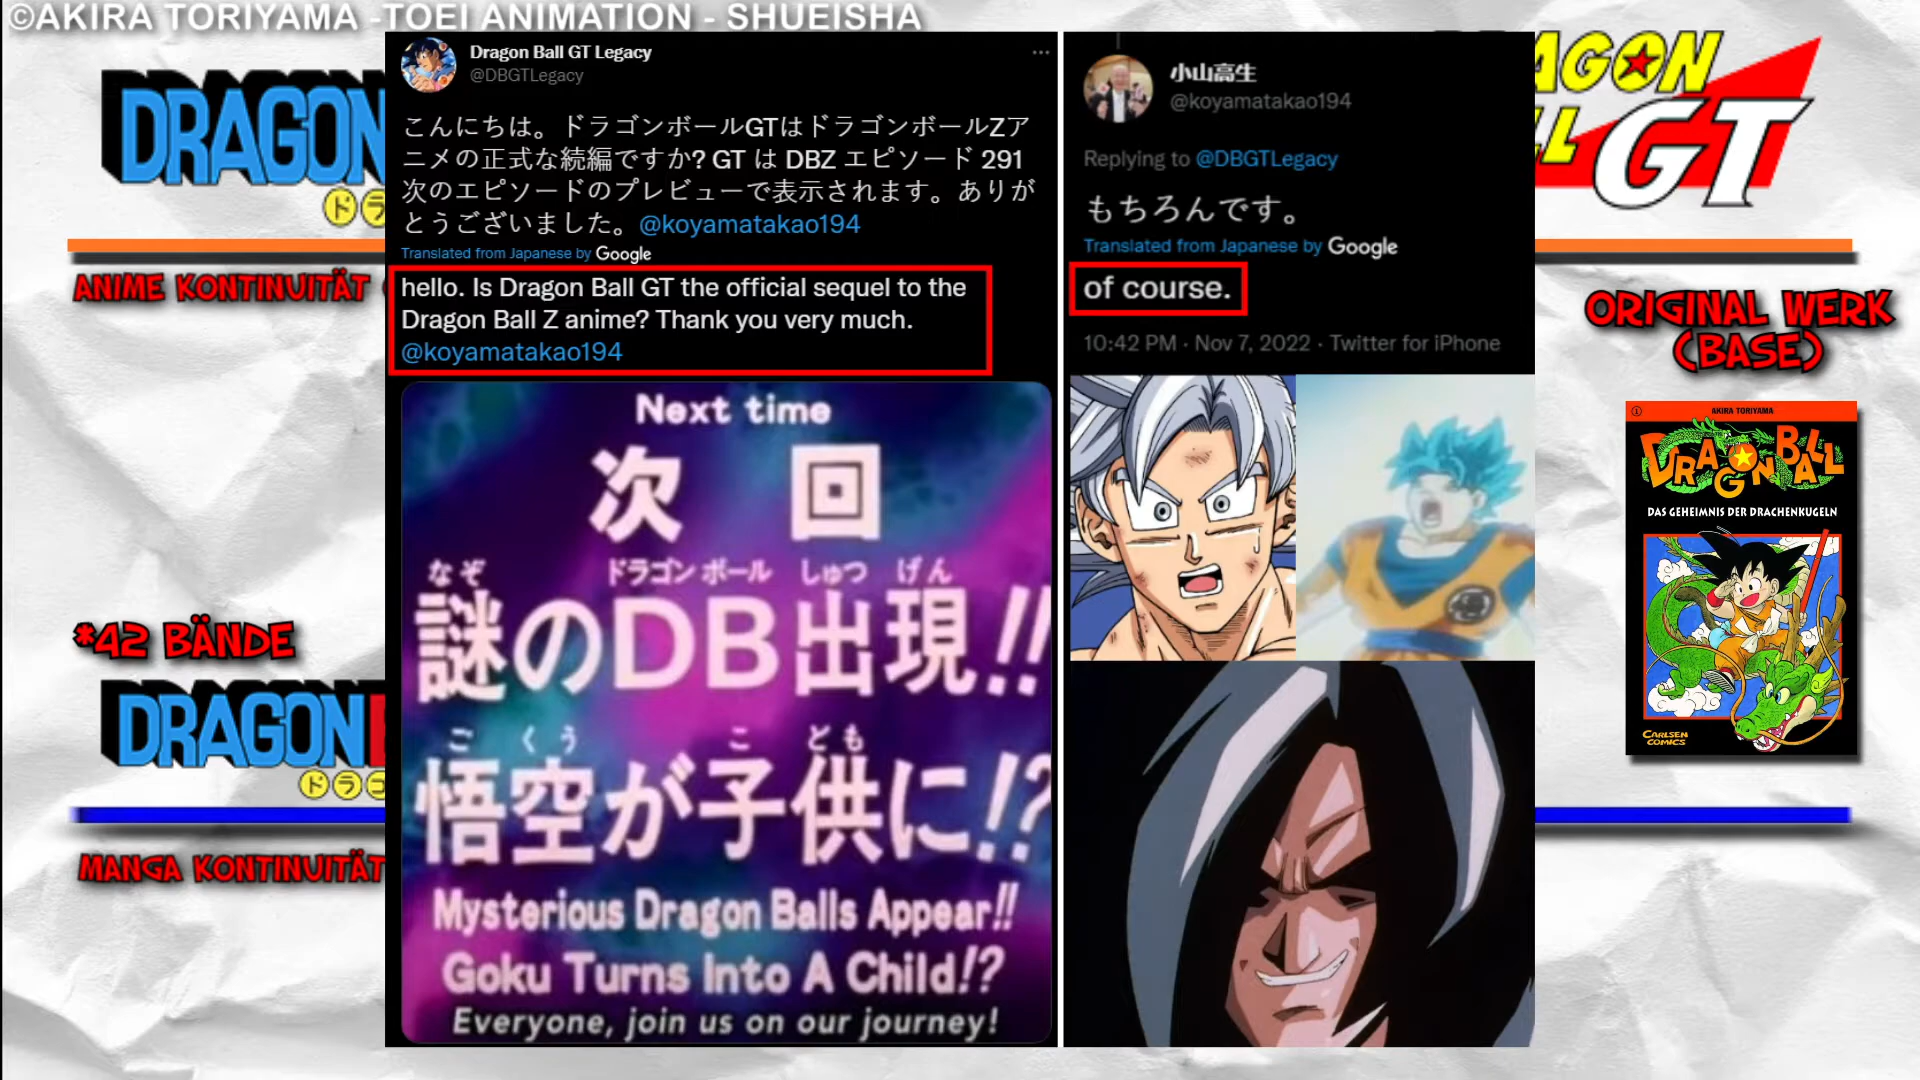 ©AKIRA TORIYAMA -TOEI ANIMATION - SHUEISHA
DRAGON
ドラ
ANIME KONTINUITÄT
*42 BÄNDE
DRAGON
ドラゴ
MANGA KONTINUITÄT
Dragon Ball GT Legacy
@DBGTLegacy
こんにちは。ドラゴンボールGTはドラゴンボールZア
ニメの正式な続編ですか? GT は DBZ エピソード 291
次のエピソードのプレビューで表示されます。ありが
とうございました。@koyamatakao194
Translated from Japanese by Google
hello. Is Dragon Ball GT the official sequel to the
Dragon Ball Z anime? Thank you very much.
@koyamatakao194
Next time
次 回
なぞ ドラゴンボール しゅつ げん
謎のDB出現!!
ご くう こ ども
悟空が子供に!?
Mysterious Dragon Balls Appear!!
Goku Turns Into A Child!?
Everyone, join us on our journey!
小山高生
@koyamatakao194
Replying to @DBGTLegacy
もちろんです。
Translated from Japanese by Google
of course.
10:42 PM · Nov 7, 2022 · Twitter for iPhone
AGON
LL
GT
ORIGINAL WERK
(BASE)
1
AKIRA TORIYAMA
DRAGON BALL
DAS GEHEIMNIS DER DRACHENKUGELN
CARLSEN
COMICS